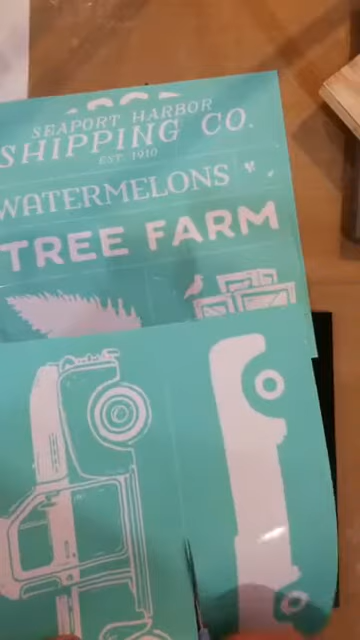 SEAPORT HARBOR
SHIPPING CO.
EST. 1910
WATERMELONS
TREE FARM